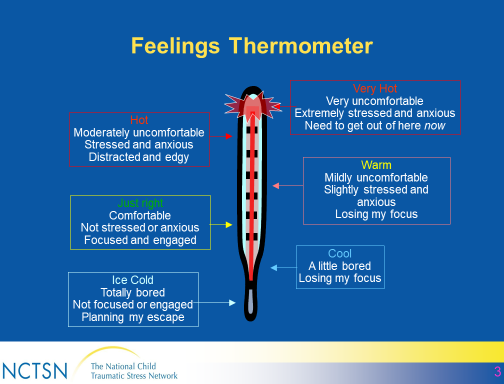 Feelings Thermometer
Very Hot
Very uncomfortable
Extremely stressed and anxious
Need to get out of here now
Hot
Moderately uncomfortable
Stressed and anxious
Distracted and edgy
Warm
Mildly uncomfortable
Slightly stressed and
anxious
Losing my focus
Just right
Comfortable
Not stressed or anxious
Focused and engaged
Cool
A little bored
Losing my focus
Ice Cold
Totally bored
Not focused or engaged
Planning my escape
NCTSN
The National Child
Traumatic Stress Network
3